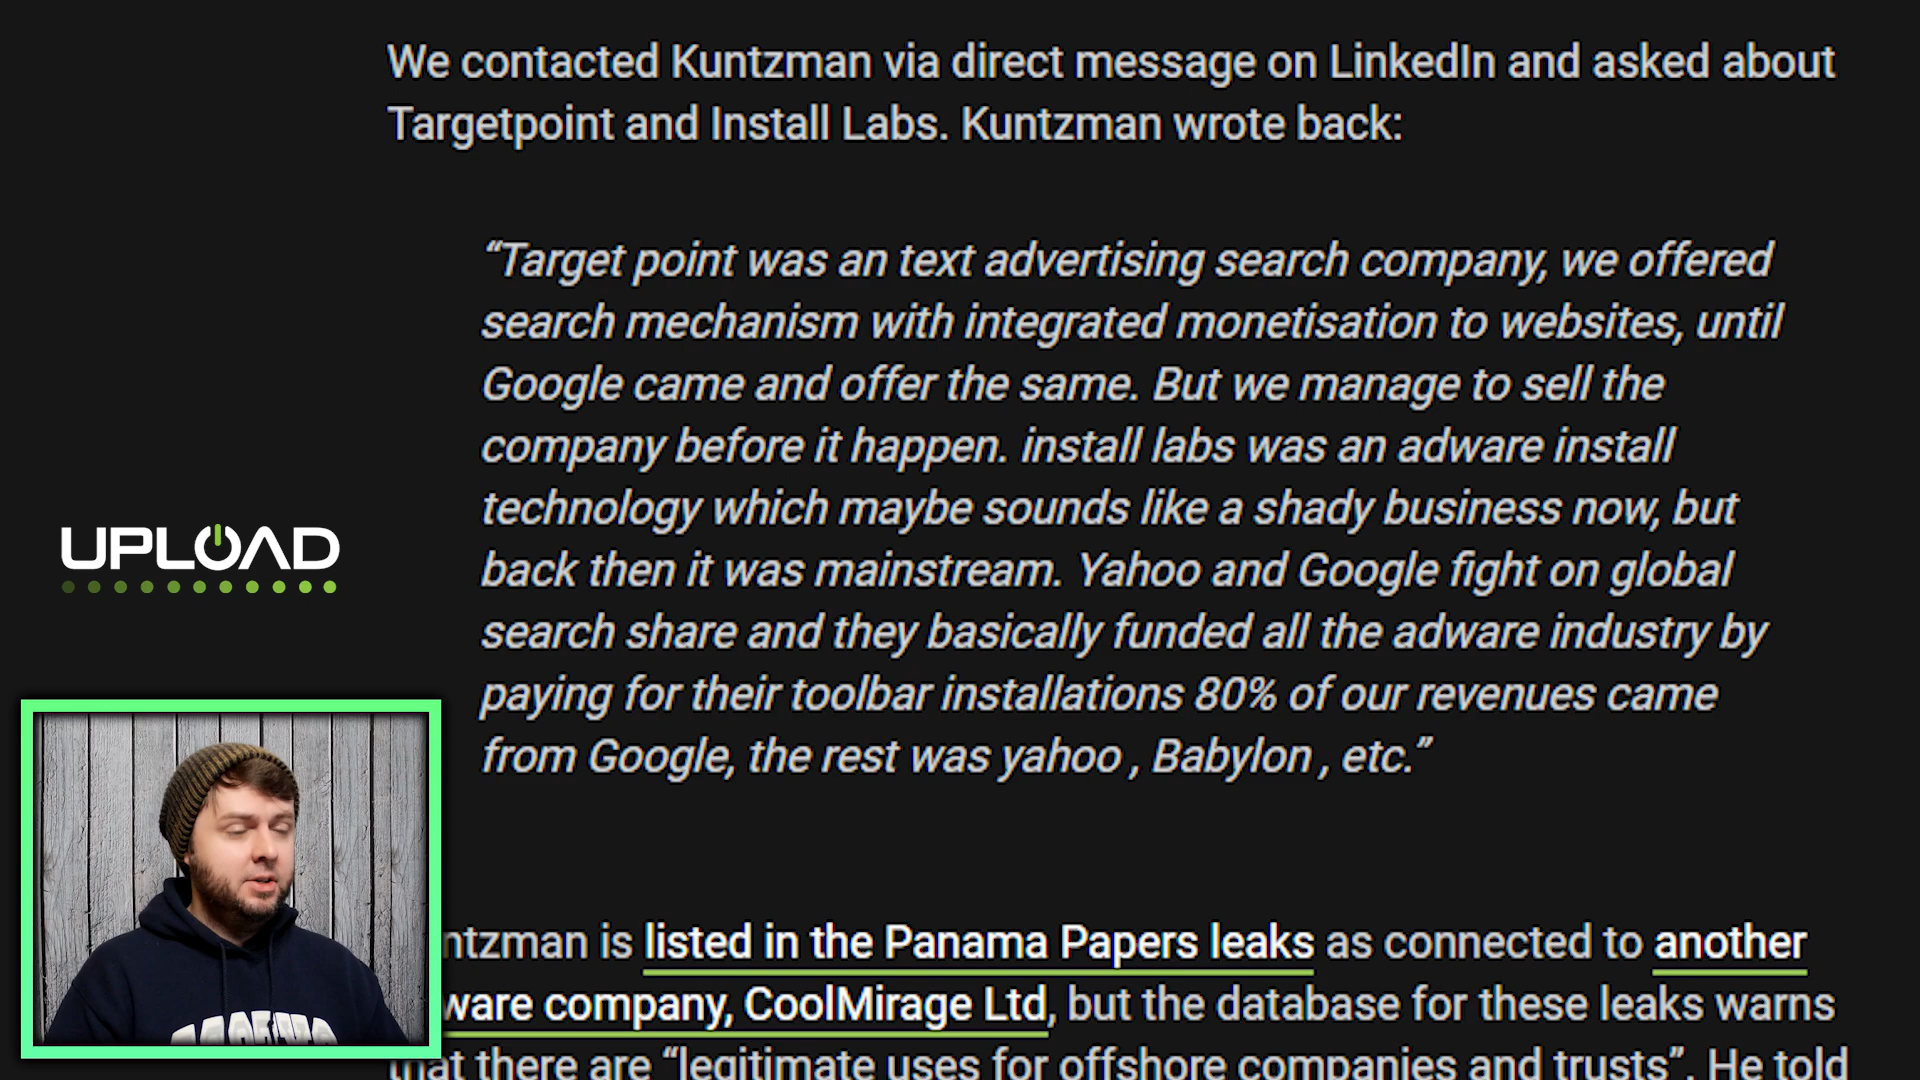 We contacted Kuntzman via direct message on LinkedIn and asked about
Targetpoint and Install Labs. Kuntzman wrote back:
“Target point was an text advertising search company, we offered
search mechanism with integrated monetisation to websites, until
Google came and offer the same. But we manage to sell the
company before it happen. install labs was an adware install
technology which maybe sounds like a shady business now, but
back then it was mainstream. Yahoo and Google fight on global
search share and they basically funded all the adware industry by
paying for their toolbar installations 80% of our revenues came
from Google, the rest was yahoo , Babylon , etc.”
UPLOAD
ntzman is listed in the Panama Papers leaks as connected to another
ware company, CoolMirage Ltd, but the database for these leaks warns
that there are “legitimate uses for offshore companies and trusts”. He told